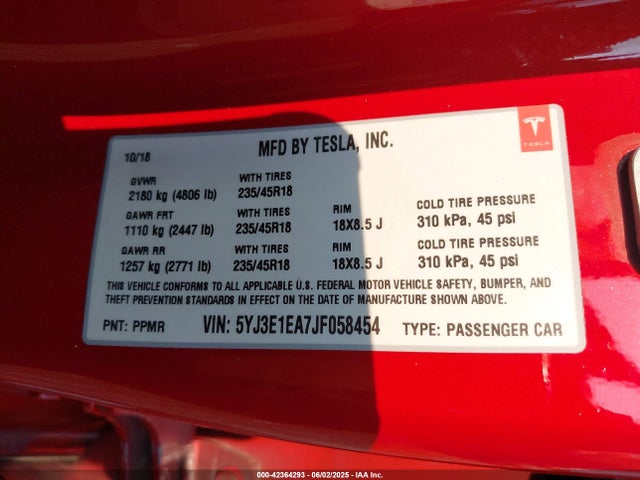 10/18
MFD BY TESLA, INC.
TESLA
GVWR
2180 kg (4806 lb)
WITH TIRES
235/45R18
GAWR FRT
1110 kg (2447 lb)
WITH TIRES
235/45R18
RIM
18X8.5 J
COLD TIRE PRESSURE
310 kPa, 45 psi
GAWR RR
1257 kg (2771 lb)
WITH TIRES
235/45R18
RIM
18X8.5 J
COLD TIRE PRESSURE
310 kPa, 45 psi
THIS VEHICLE CONFORMS TO ALL APPLICABLE U.S. FEDERAL MOTOR VEHICLE SAFETY, BUMPER, AND
THEFT PREVENTION STANDARDS IN EFFECT ON THE DATE OF MANUFACTURE SHOWN ABOVE.
PNT: PPMR VIN: 5YJ3E1EA7JF058454 TYPE: PASSENGER CAR
000-42364293 - 06/02/2025 - IAA Inc.